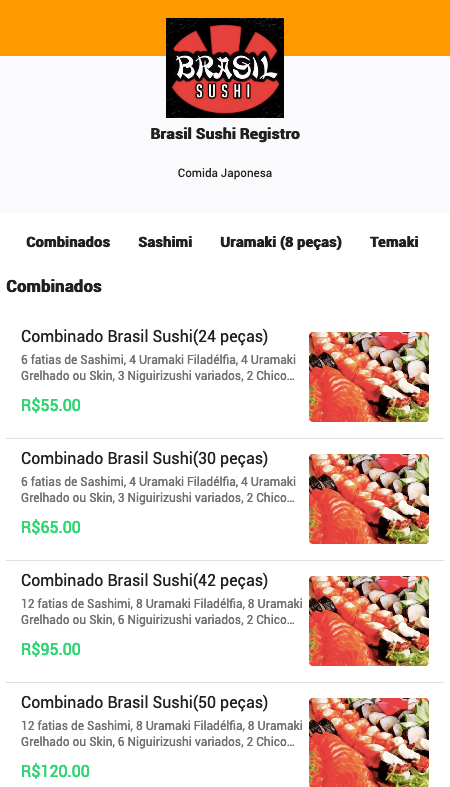 BRASIL
SUSHI
Brasil Sushi Registro
Comida Japonesa
Combinados Sashimi Uramaki (8 peças) Temaki
Combinados
Combinado Brasil Sushi(24 peças)
6 fatias de Sashimi, 4 Uramaki Filadélfia, 4 Uramaki
Grelhado ou Skin, 3 Niguirizushi variados, 2 Chico...
R$55.00
Combinado Brasil Sushi(30 peças)
6 fatias de Sashimi, 4 Uramaki Filadélfia, 4 Uramaki
Grelhado ou Skin, 3 Niguirizushi variados, 2 Chico...
R$65.00
Combinado Brasil Sushi(42 peças)
12 fatias de Sashimi, 8 Uramaki Filadélfia, 8 Uramaki
Grelhado ou Skin, 6 Niguirizushi variados, 2 Chico...
R$95.00
Combinado Brasil Sushi(50 peças)
12 fatias de Sashimi, 8 Uramaki Filadélfia, 8 Uramaki
Grelhado ou Skin, 6 Niguirizushi variados, 2 Chico...
R$120.00